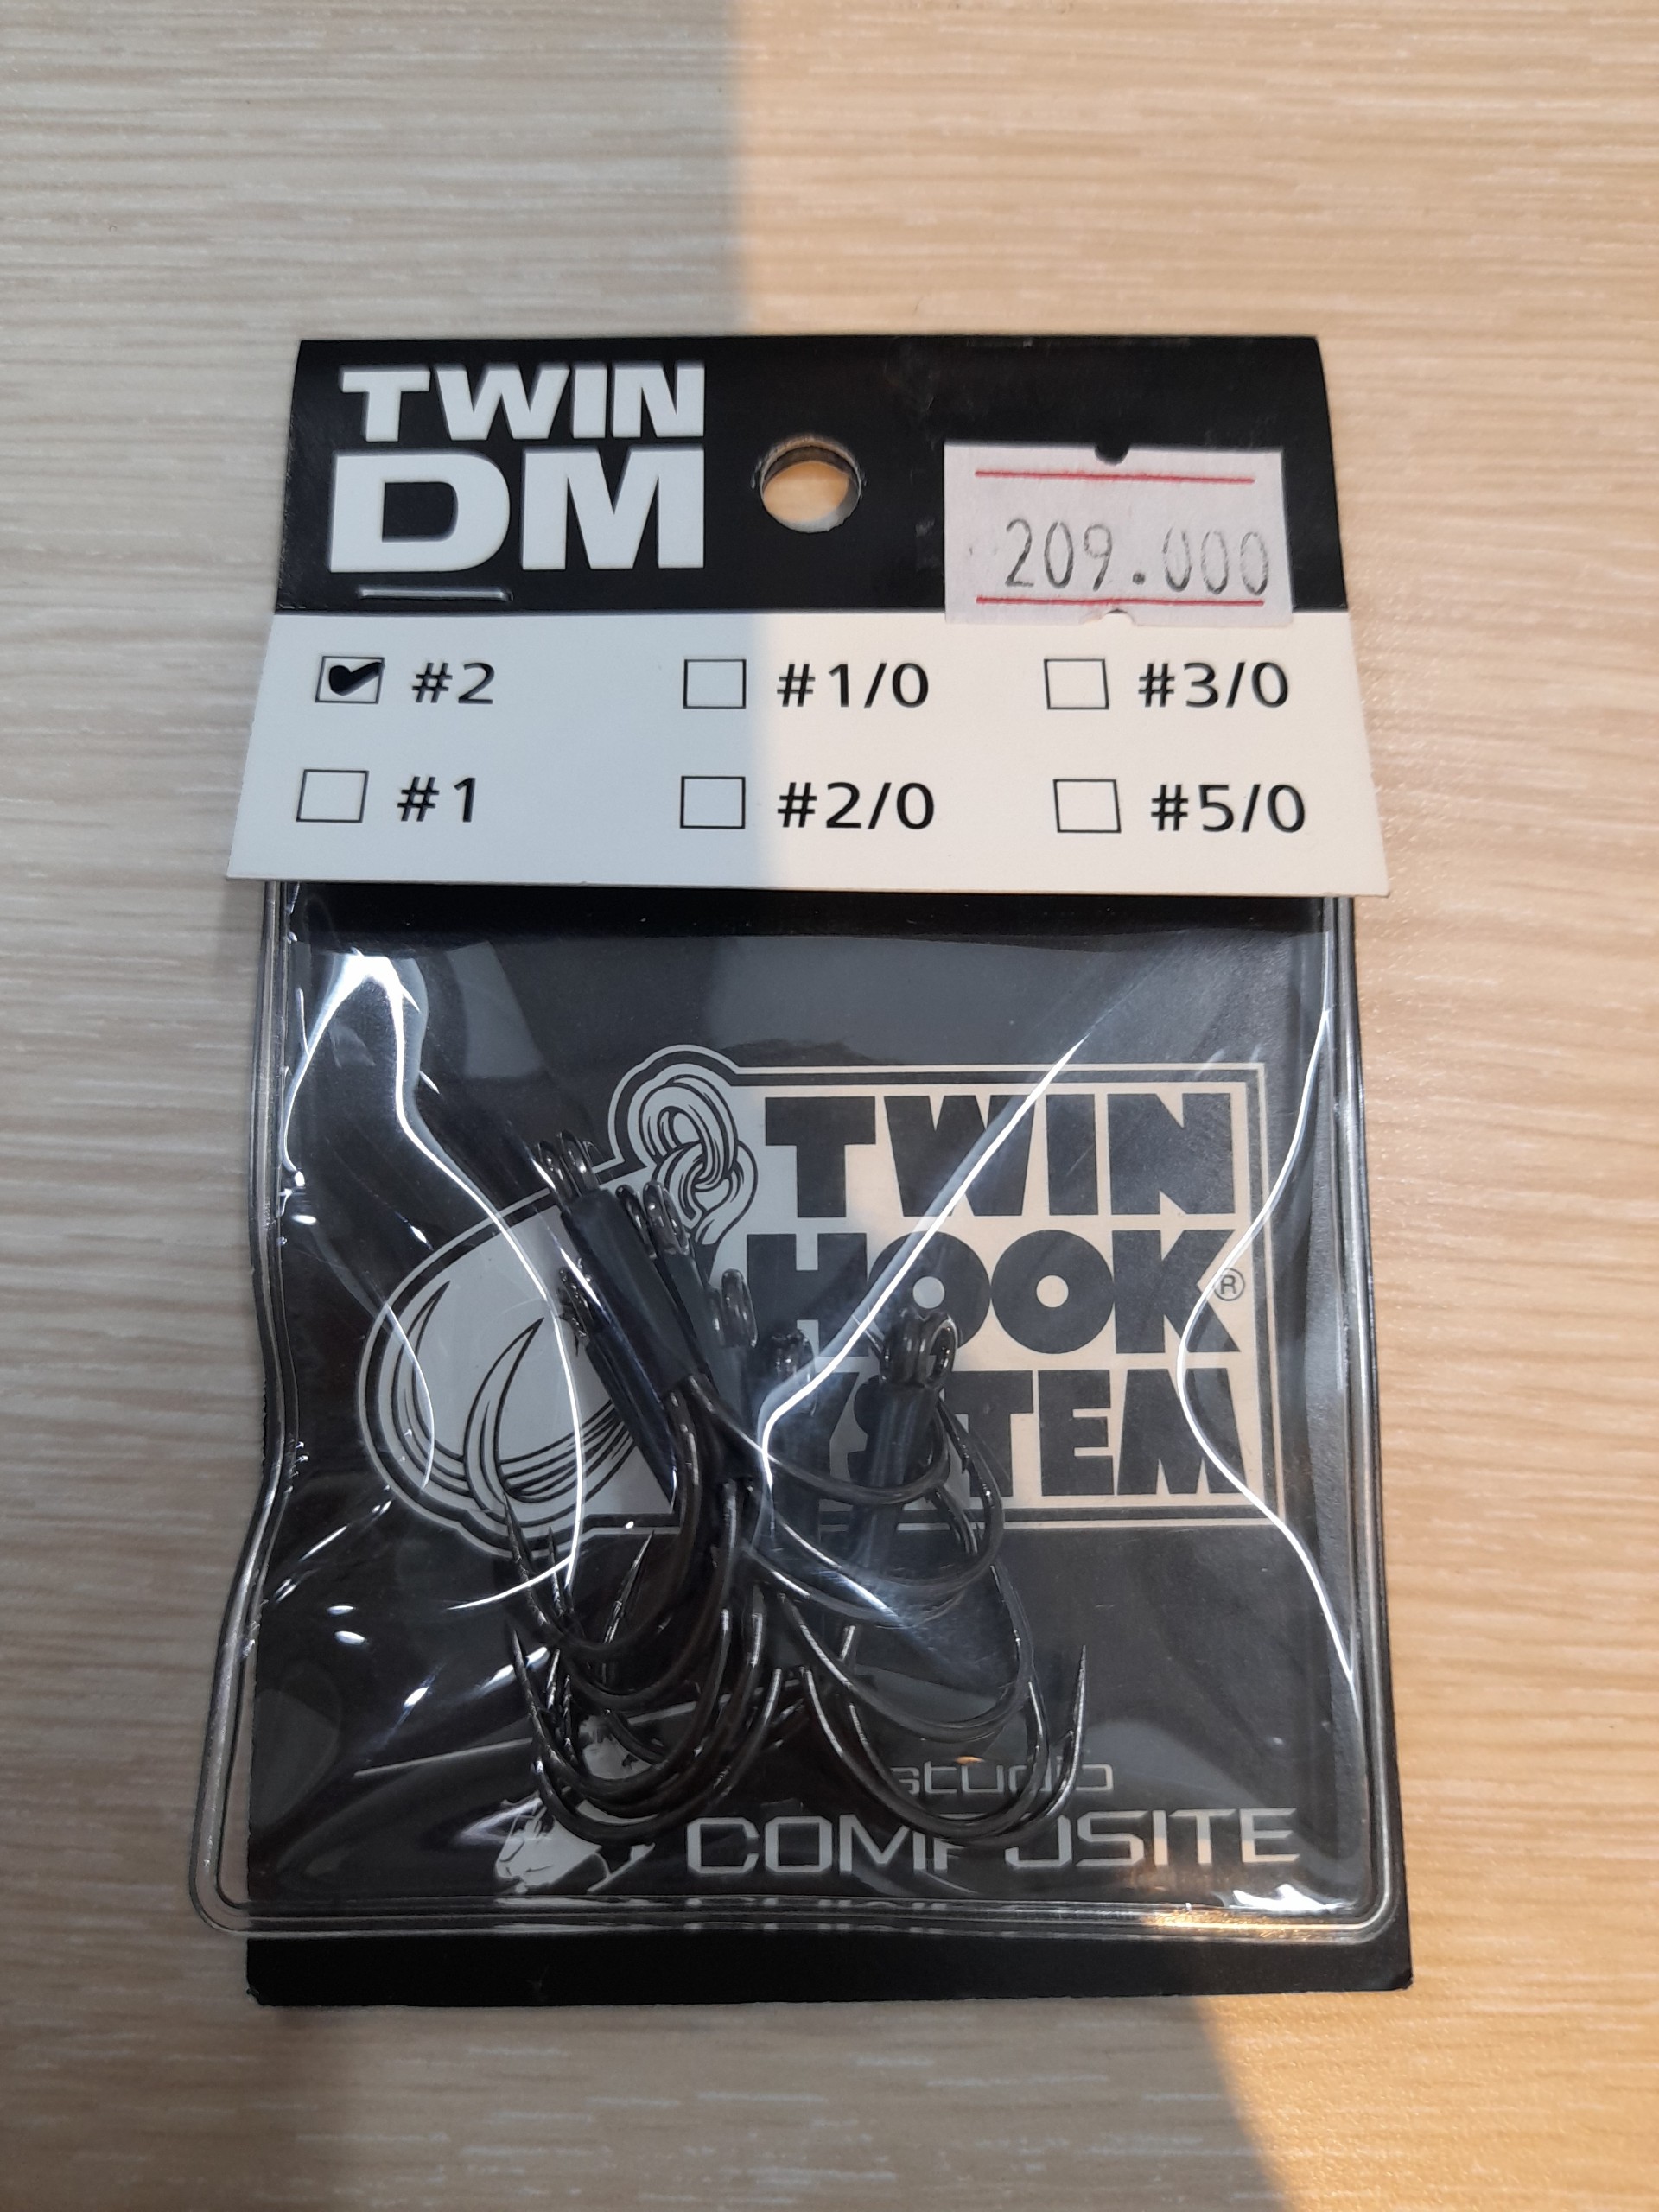 TWIN
DM
209.000
#2
#1/0
#3/0
#1
#2/0
#5/0
TWIN
HOOK®
SYSTEM
studio
COMPOSITE